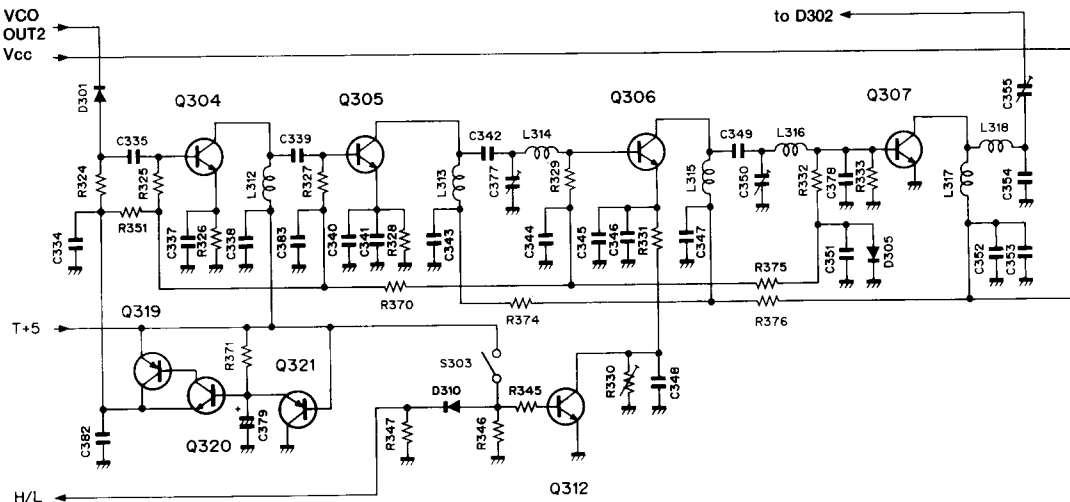 VCO
OUT2
to D302
Vcc
D301
Q304
Q305
Q306
Q307
C355
C335
C339
C342
L314
C349
L316
L318
R324
R325
L312
R327
L313
C377
R329
L315
C350
R332
C378
R333
L317
C354
R351
C334
C337
R326
C338
C383
C340
C341
R328
C343
C344
C345
C346
R331
C347
C351
D305
C352
C353
R370
R375
R374
R376
T+5
Q319
R371
Q321
S303
D310
R345
R330
C348
C382
Q320
C379
R347
R346
Q312
H/L
+